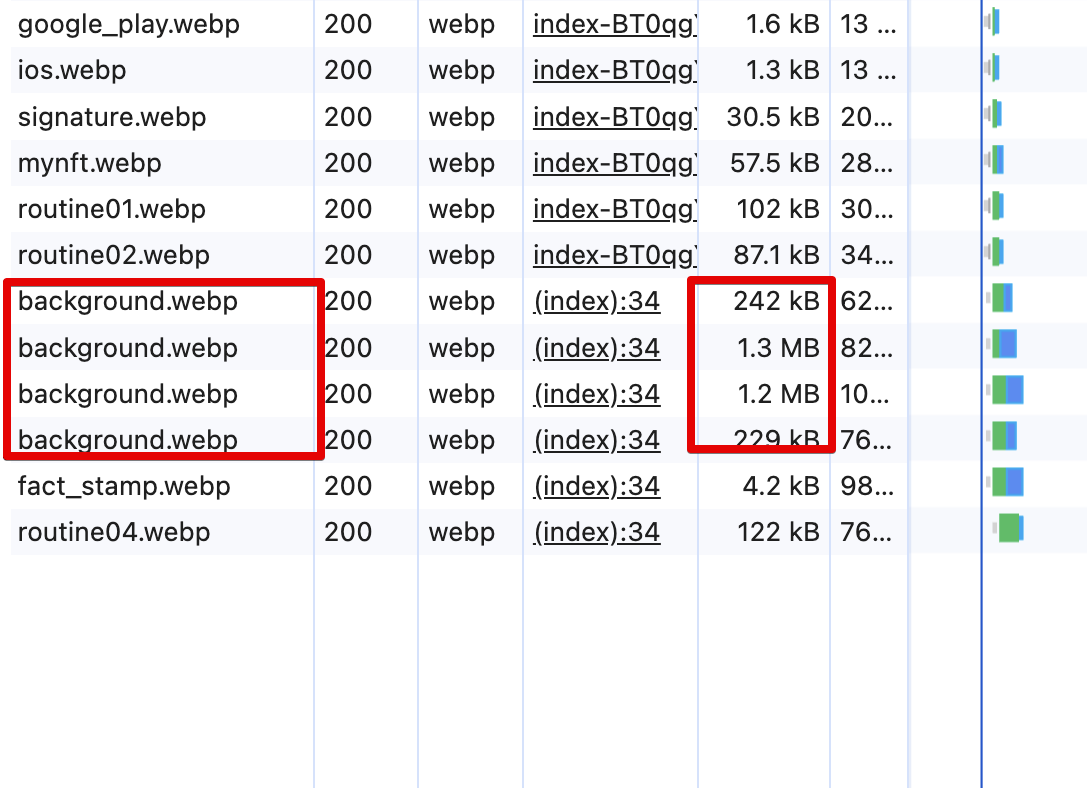 google_play.webp 200 webp index-BT0qg 1.6 kB 13 ...
ios.webp 200 webp index-BT0qg 1.3 kB 13 ...
signature.webp 200 webp index-BT0qg 30.5 kB 20...
mynft.webp 200 webp index-BT0qg 57.5 kB 28...
routine01.webp 200 webp index-BT0qg 102 kB 30...
routine02.webp 200 webp index-BT0qg 87.1 kB 34...
background.webp 200 webp (index):34 242 kB 62...
background.webp 200 webp (index):34 1.3 MB 82...
background.webp 200 webp (index):34 1.2 MB 10...
background.webp 200 webp (index):34 229 kB 76...
fact_stamp.webp 200 webp (index):34 4.2 kB 98...
routine04.webp 200 webp (index):34 122 kB 76...